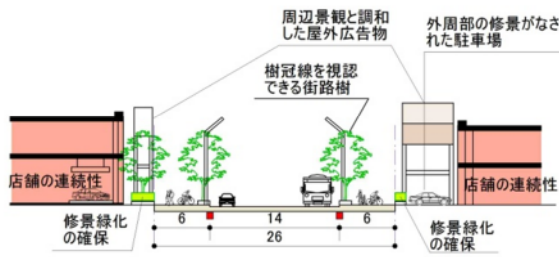 周辺景観と調和
した屋外広告物
外周部の修景がなさ
れた駐車場
樹冠線を視認
できる街路樹
店舗の連続性
店舗の連続性
修景緑化
の確保
6
14
6
26
修景緑化
の確保